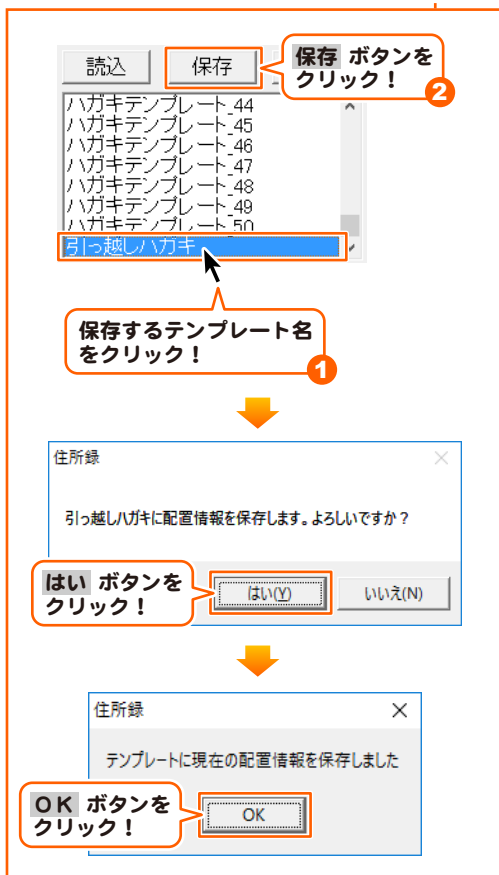 読込 保存
保存 ボタンを
クリック！
2
ハガキテンプレート_44
ハガキテンプレート_45
ハガキテンプレート_46
ハガキテンプレート_47
ハガキテンプレート_48
ハガキテンプレート_49
ハガキテンプレート_50
引っ越しハガキ
保存するテンプレート名
をクリック！
1
住所録
引っ越しハガキに配置情報を保存します。よろしいですか？
はい ボタンを
クリック！
はい(Y) いいえ(N)
住所録
テンプレートに現在の配置情報を保存しました
ＯＫ ボタンを
クリック！
OK